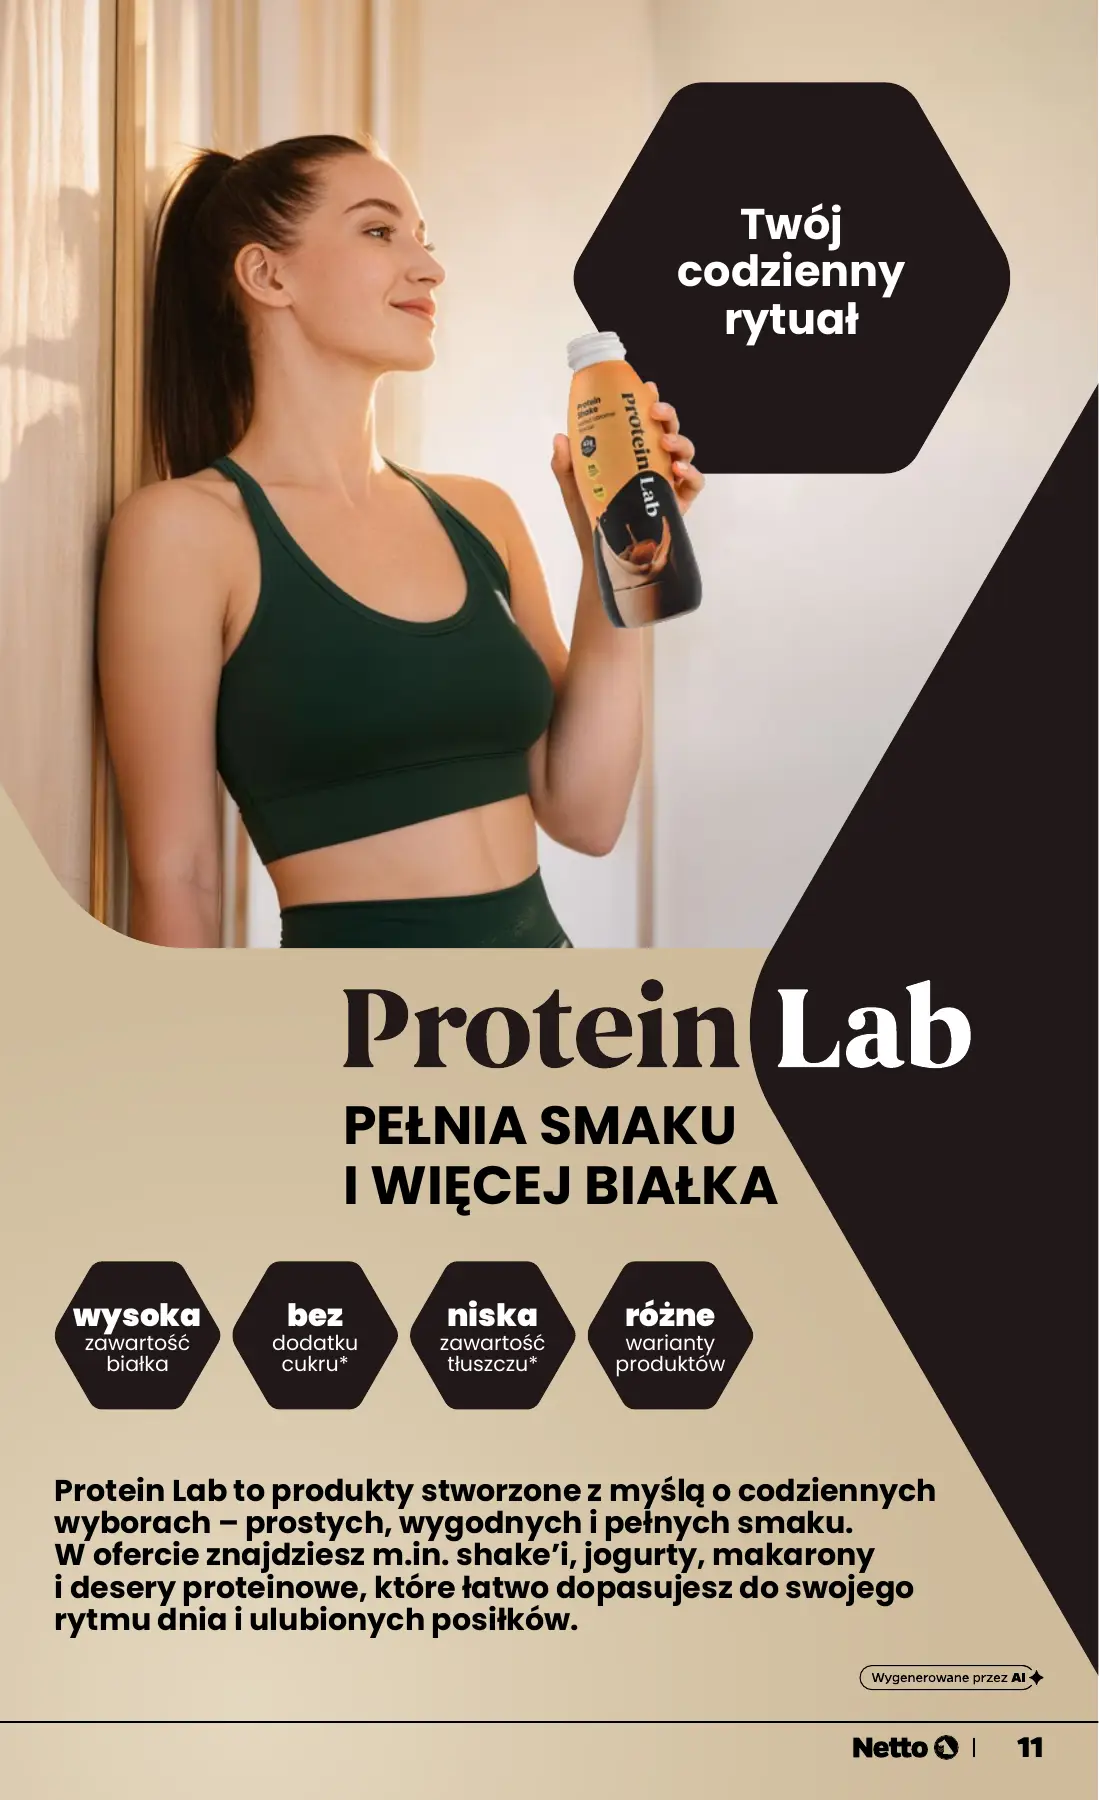 Twój
codzienny
rytuał
Protein
Shake
Protein Lab
Protein Lab
PEŁNIA SMAKU
I WIĘCEJ BIAŁKA
wysoka
zawartość
białka
bez
dodatku
cukru*
niska
zawartość
tłuszczu*
różne
warianty
produktów
Protein Lab to produkty stworzone z myślą o codziennych
wyborach – prostych, wygodnych i pełnych smaku.
W ofercie znajdziesz m.in. shake’i, jogurty, makarony
i desery proteinowe, które łatwo dopasujesz do swojego
rytmu dnia i ulubionych posiłków.
Wygenerowane przez AI
Netto | 11